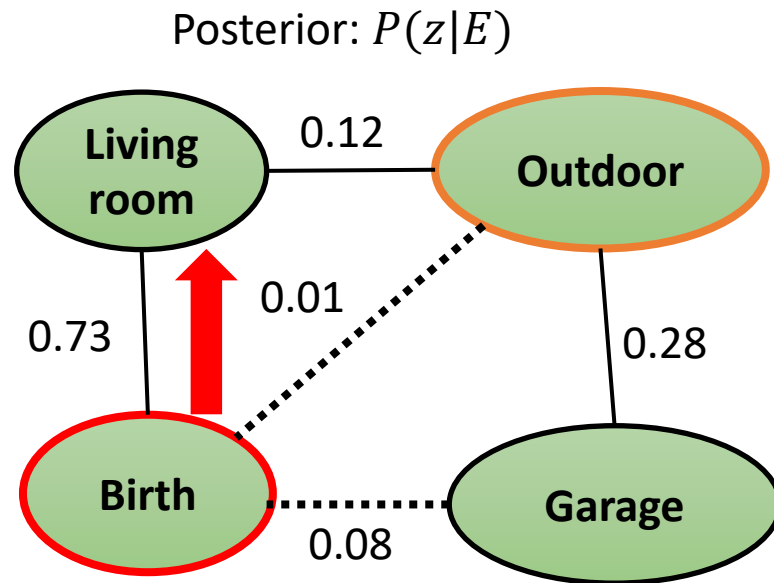 Posterior: P(z|E)
Living
room
0.12
Outdoor
0.01
0.73
0.28
Birth
Garage
0.08